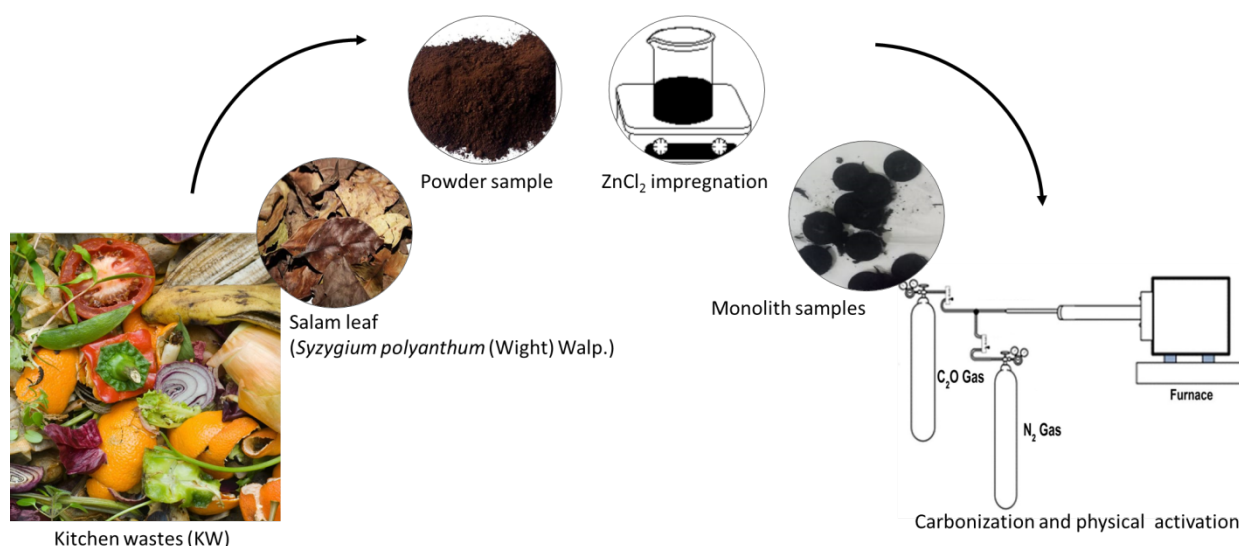 Powder sample
ZnCl₂ impregnation
Salam leaf
(Syzygium polyanthum (Wight) Walp.)
Monolith samples
C₂O Gas
N₂ Gas
Furnace
Kitchen wastes (KW)
Carbonization and physical activation